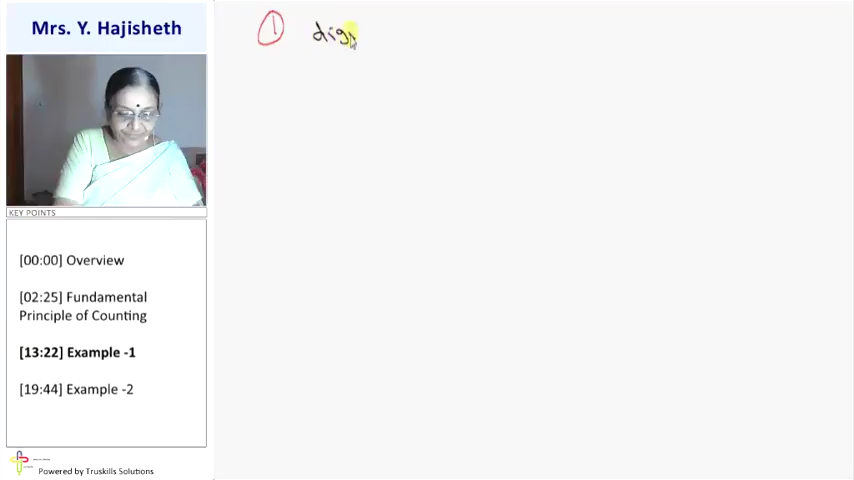 Mrs. Y. Hajisheth
① dig
KEY POINTS
[00:00] Overview
[02:25] Fundamental
Principle of Counting
[13:22] Example -1
[19:44] Example -2
Powered by Truskills Solutions